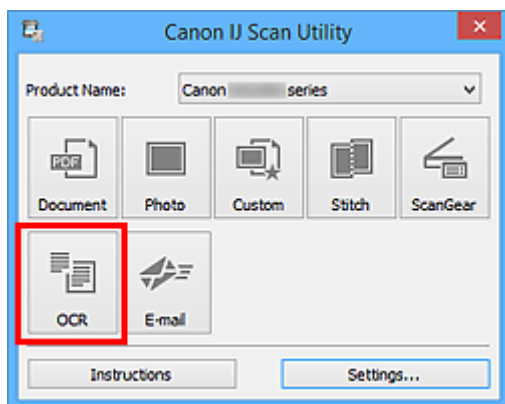 Canon IJ Scan Utility
Product Name: Canon series
PDF
Document Photo Custom Stitch ScanGear
OCR E-mail
Instructions Settings...